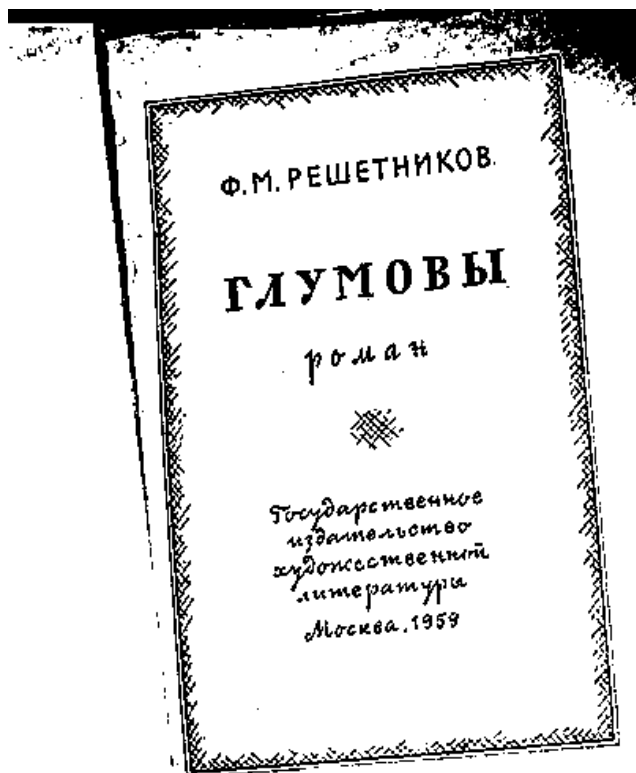 Ф.М. РЕШЕТНИКОВ
ГЛУМОВЫ
роман
Государственное
издательство
художественной
литературы
Москва, 1959